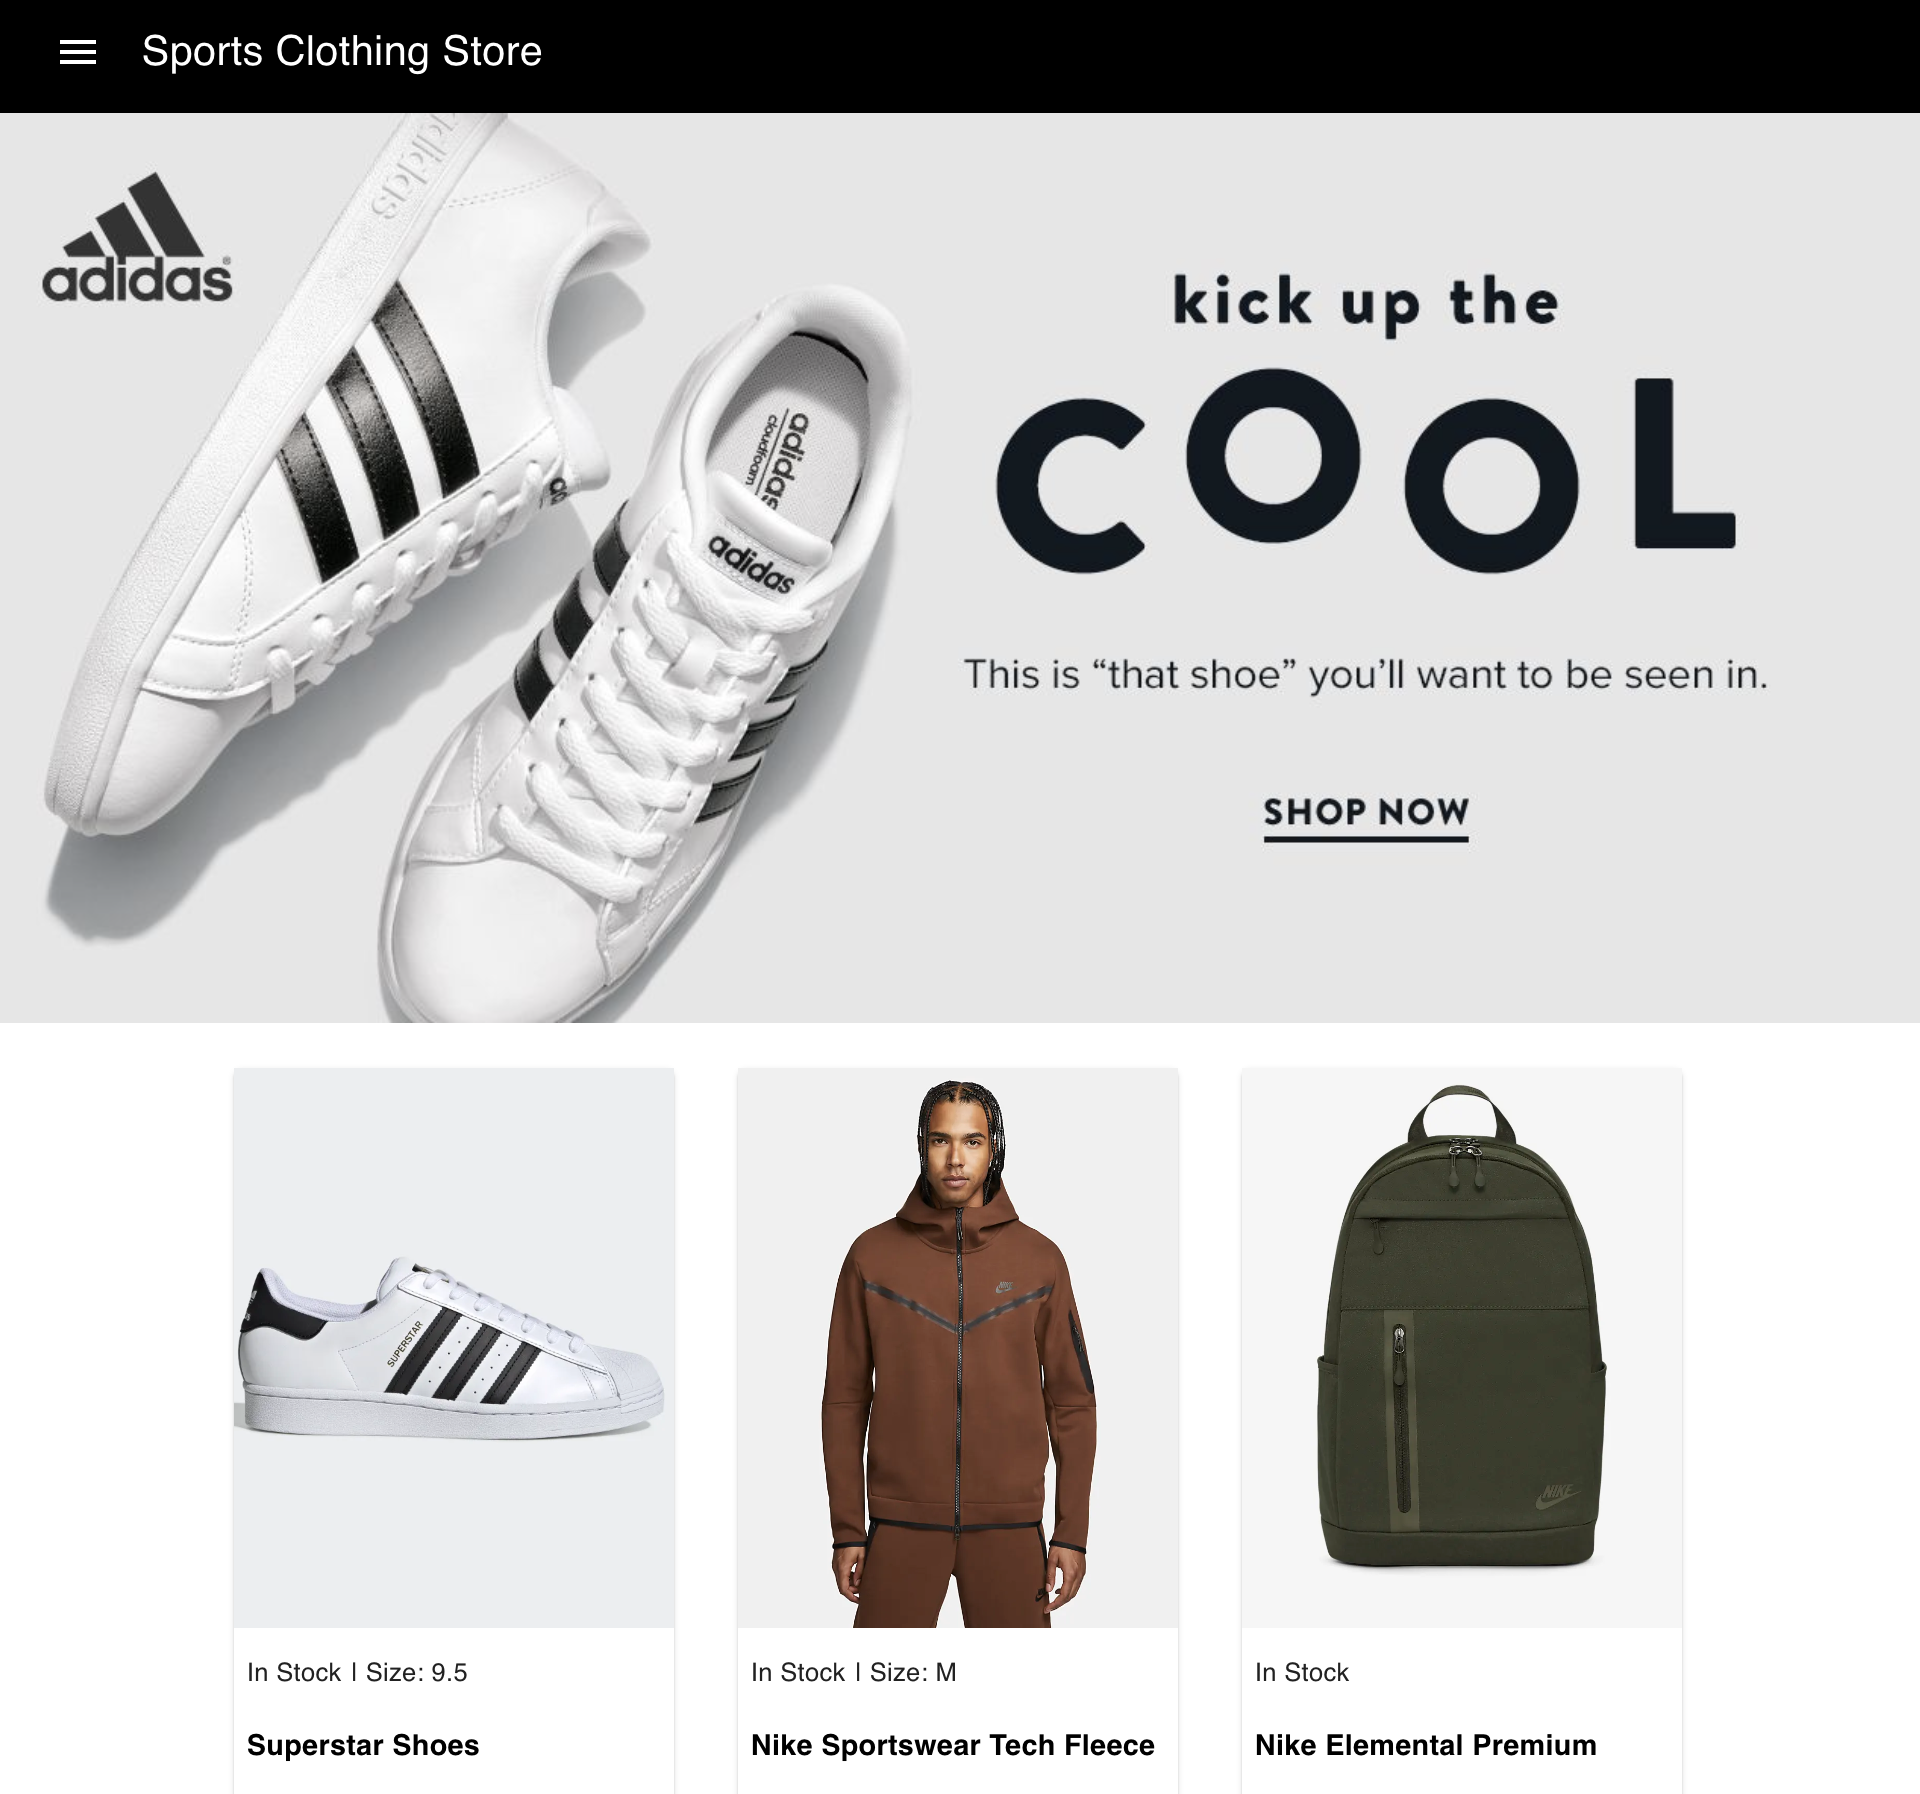 Sports Clothing Store
adidas
adidas
kick up the
COOL
adidas
cloudfoam
adidas
This is “that shoe” you’ll want to be seen in.
SHOP NOW
SUPERSTAR
NIKE
NIKE
In Stock | Size: 9.5
In Stock | Size: M
In Stock
Superstar Shoes
Nike Sportswear Tech Fleece
Nike Elemental Premium